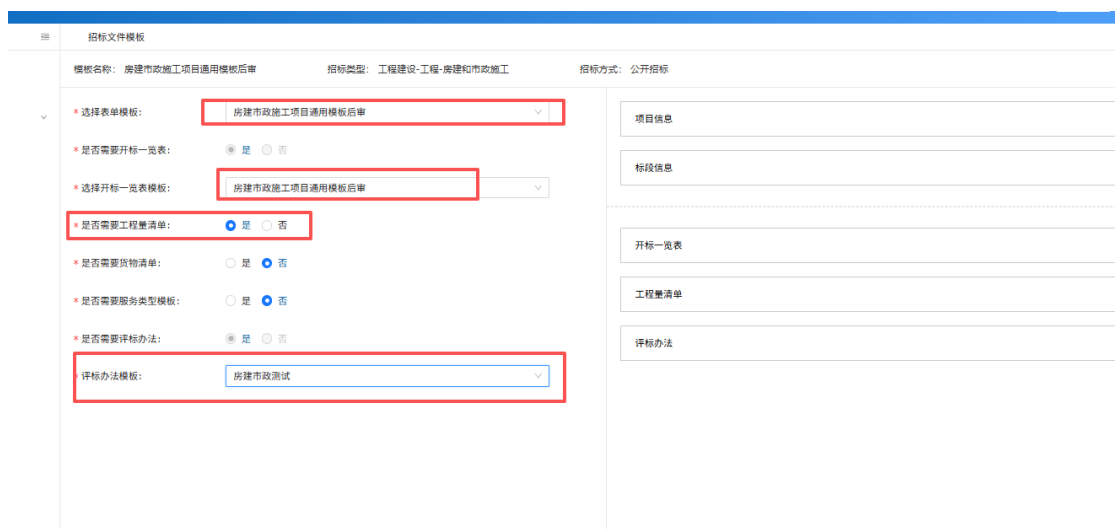 招标文件模板
模板名称: 房建市政施工项目通用模板后审 招标类型: 工程建设-工程-房建和市政施工 招标方式: 公开招标
* 选择表单模板: 房建市政施工项目通用模板后审
* 是否需要开标一览表: 是 否
* 选择开标一览表模板: 房建市政施工项目通用模板后审
* 是否需要工程量清单: 是 否
* 是否需要货物清单: 是 否
* 是否需要服务类型模板: 是 否
* 是否需要评标办法: 是 否
* 评标办法模板: 房建市政测试
项目信息
标段信息
开标一览表
工程量清单
评标办法